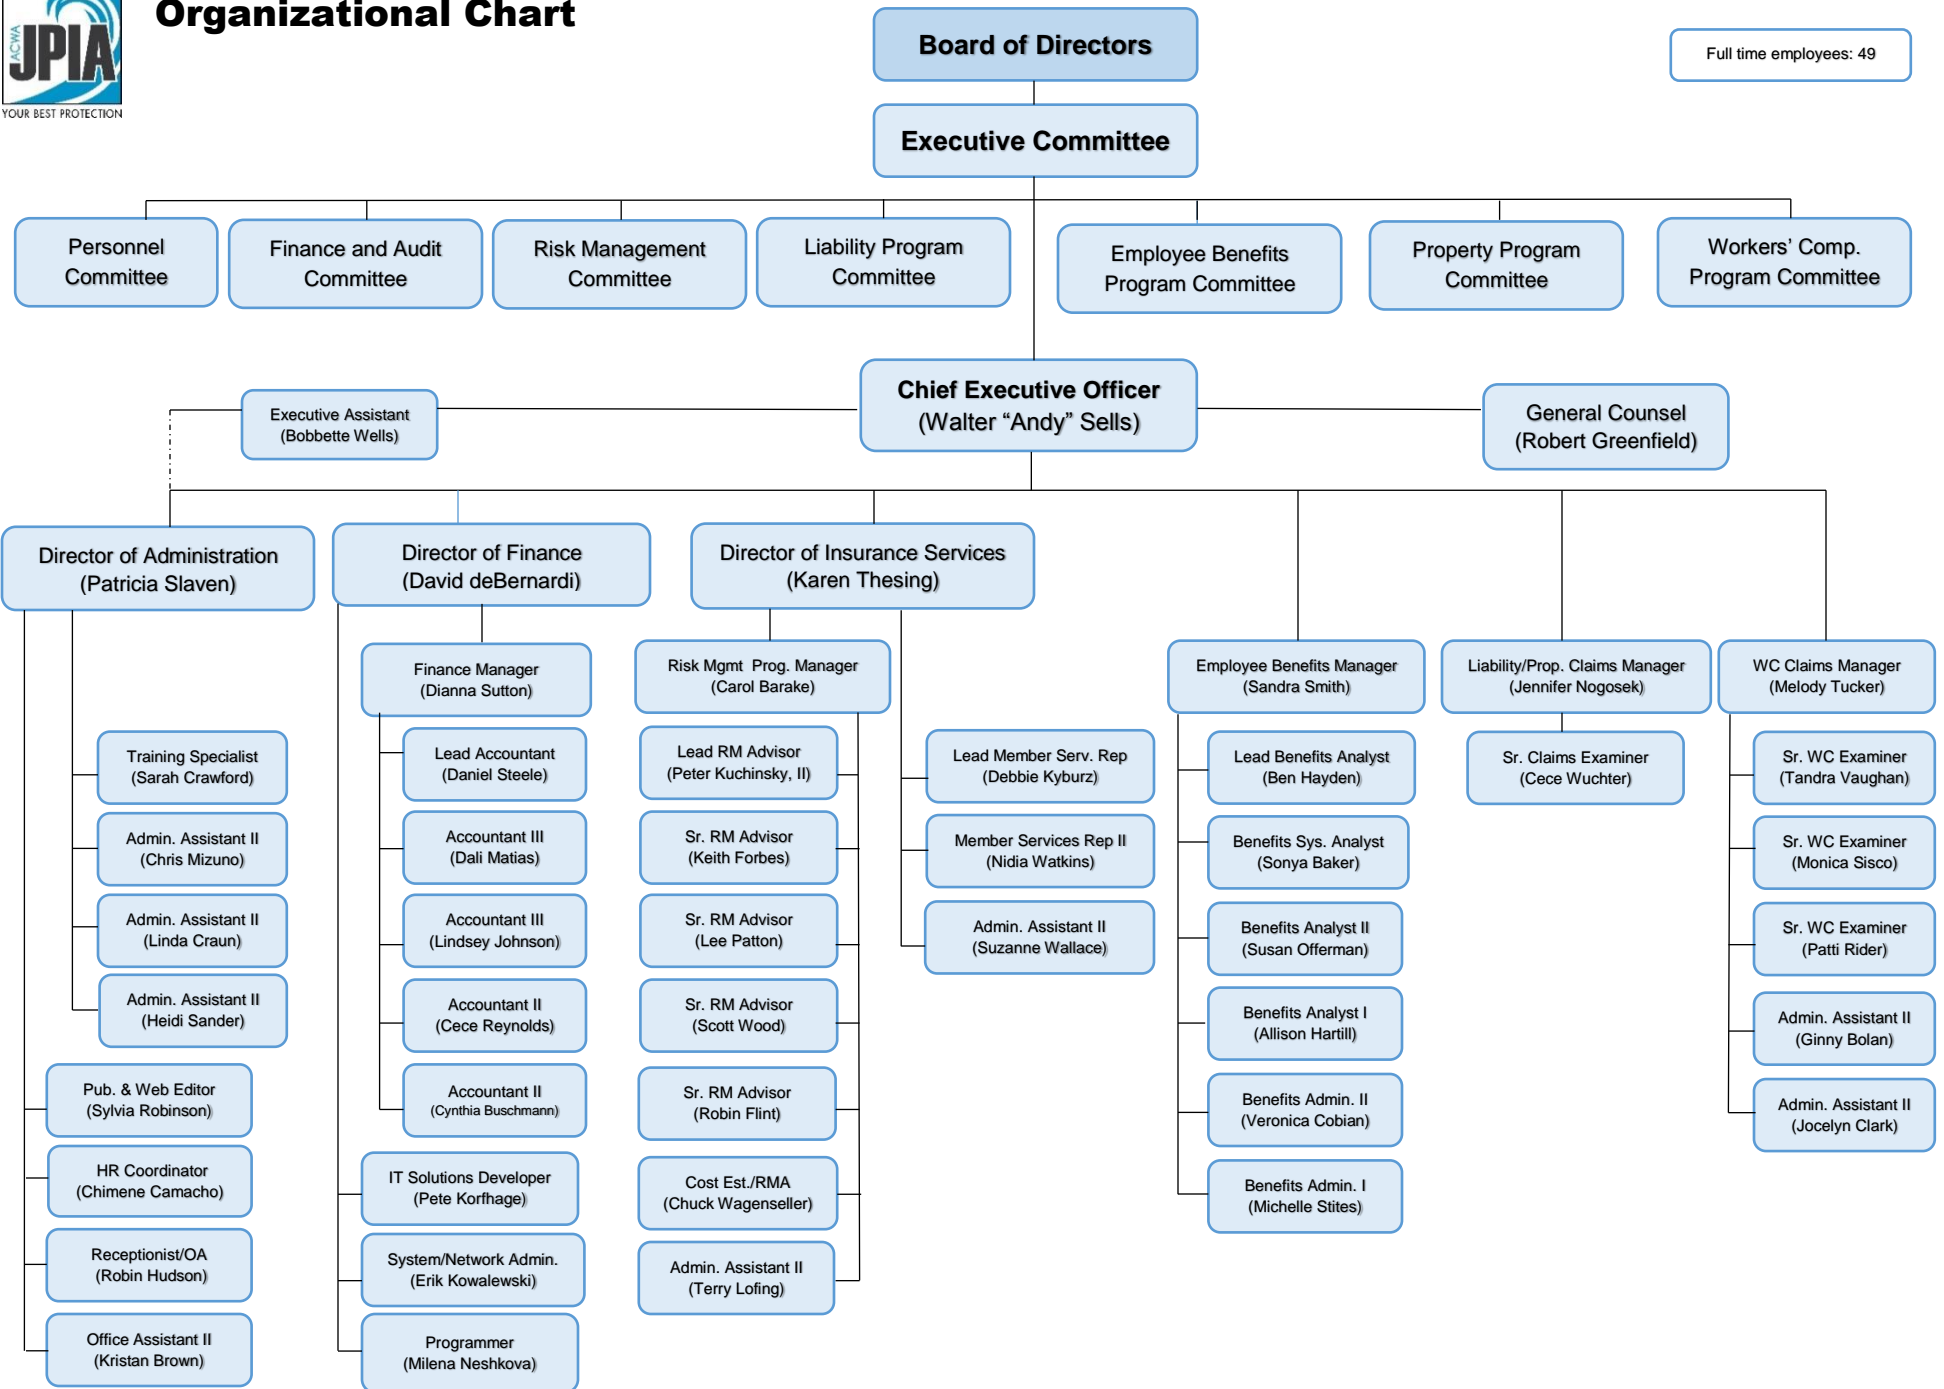 Organizational Chart
ACWA
JPIA
YOUR BEST PROTECTION
Board of Directors
Full time employees: 49
Executive Committee
Personnel
Committee
Finance and Audit
Committee
Risk Management
Committee
Liability Program
Committee
Employee Benefits
Program Committee
Property Program
Committee
Workers’ Comp.
Program Committee
Chief Executive Officer
(Walter “Andy” Sells)
Executive Assistant
(Bobbette Wells)
General Counsel
(Robert Greenfield)
Director of Administration
(Patricia Slaven)
Director of Finance
(David deBernardi)
Director of Insurance Services
(Karen Thesing)
Training Specialist
(Sarah Crawford)
Admin. Assistant II
(Chris Mizuno)
Admin. Assistant II
(Linda Craun)
Admin. Assistant II
(Heidi Sander)
Pub. & Web Editor
(Sylvia Robinson)
HR Coordinator
(Chimene Camacho)
Receptionist/OA
(Robin Hudson)
Office Assistant II
(Kristan Brown)
Finance Manager
(Dianna Sutton)
Lead Accountant
(Daniel Steele)
Accountant III
(Dali Matias)
Accountant III
(Lindsey Johnson)
Accountant II
(Cece Reynolds)
Accountant II
(Cynthia Buschmann)
IT Solutions Developer
(Pete Korfhage)
System/Network Admin.
(Erik Kowalewski)
Programmer
(Milena Neshkova)
Risk Mgmt Prog. Manager
(Carol Barake)
Lead RM Advisor
(Peter Kuchinsky, II)
Sr. RM Advisor
(Keith Forbes)
Sr. RM Advisor
(Lee Patton)
Sr. RM Advisor
(Scott Wood)
Sr. RM Advisor
(Robin Flint)
Cost Est./RMA
(Chuck Wagenseller)
Admin. Assistant II
(Terry Lofing)
Lead Member Serv. Rep
(Debbie Kyburz)
Member Services Rep II
(Nidia Watkins)
Admin. Assistant II
(Suzanne Wallace)
Employee Benefits Manager
(Sandra Smith)
Lead Benefits Analyst
(Ben Hayden)
Benefits Sys. Analyst
(Sonya Baker)
Benefits Analyst II
(Susan Offerman)
Benefits Analyst I
(Allison Hartill)
Benefits Admin. II
(Veronica Cobian)
Benefits Admin. I
(Michelle Stites)
Liability/Prop. Claims Manager
(Jennifer Nogosek)
Sr. Claims Examiner
(Cece Wuchter)
WC Claims Manager
(Melody Tucker)
Sr. WC Examiner
(Tandra Vaughan)
Sr. WC Examiner
(Monica Sisco)
Sr. WC Examiner
(Patti Rider)
Admin. Assistant II
(Ginny Bolan)
Admin. Assistant II
(Jocelyn Clark)